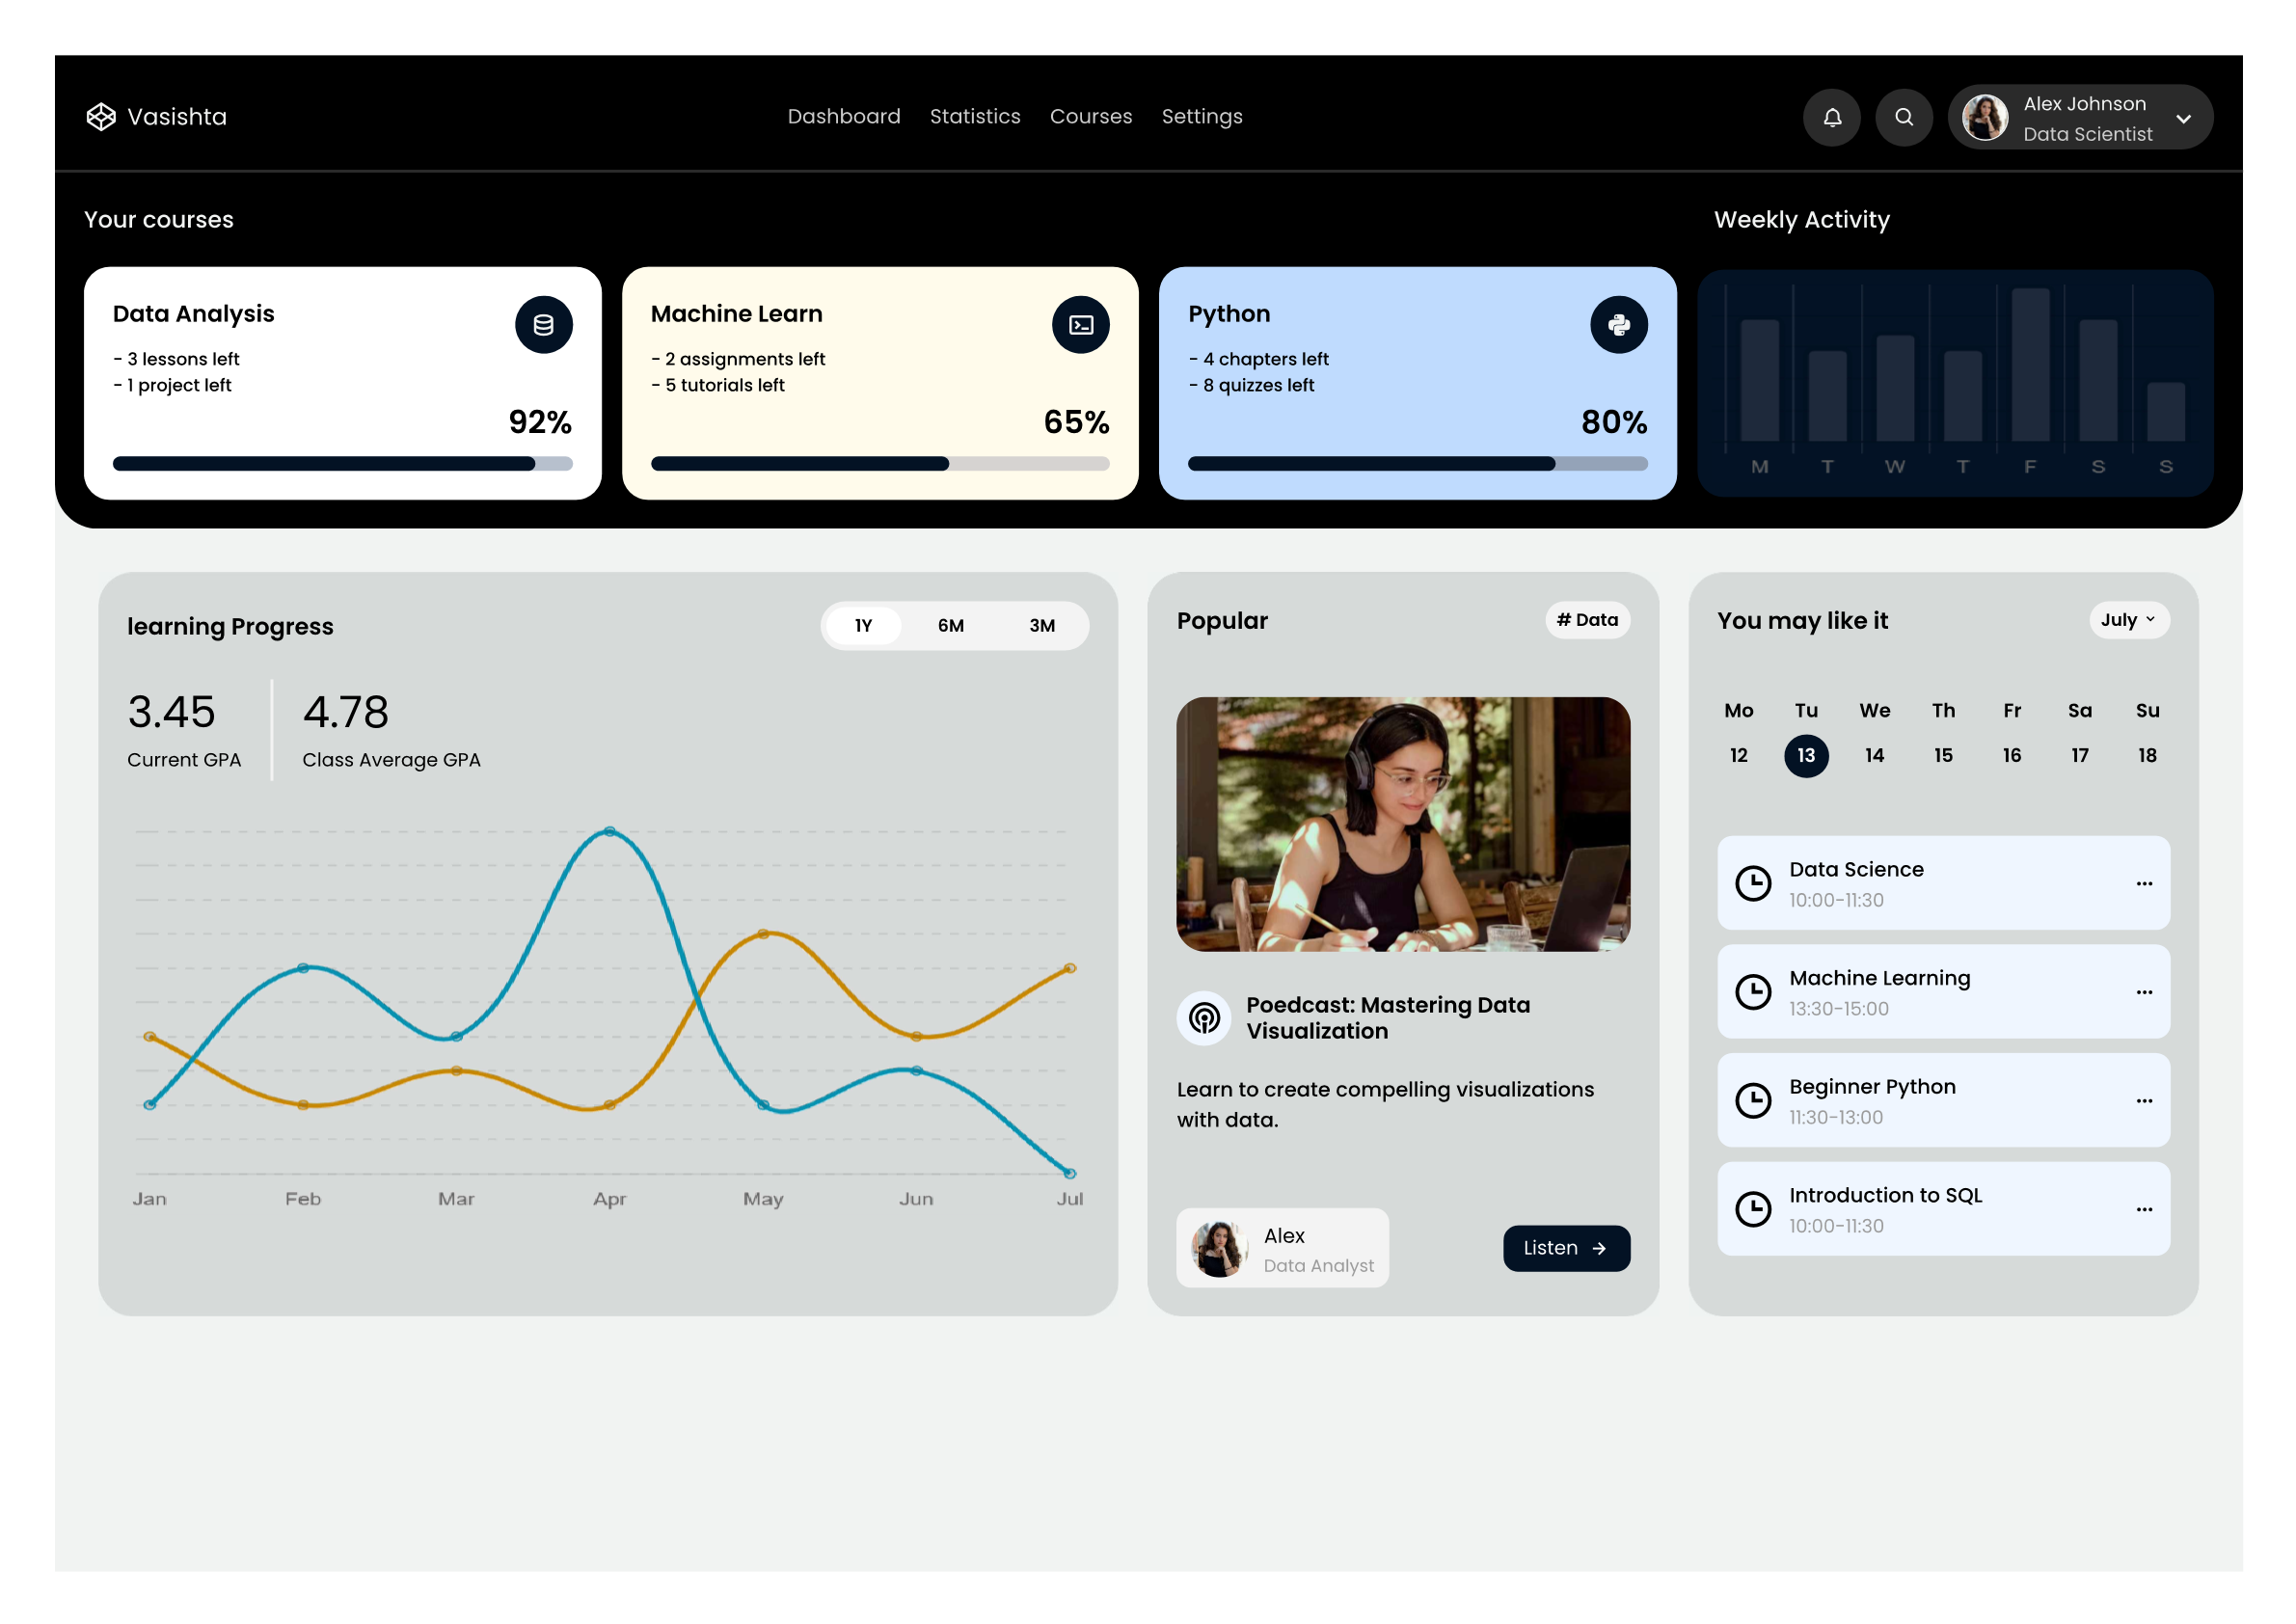 Vasishta
Dashboard Statistics Courses Settings
Alex Johnson
Data Scientist
Your courses
Weekly Activity
Data Analysis
- 3 lessons left
- 1 project left
92%
Machine Learn
- 2 assignments left
- 5 tutorials left
65%
Python
- 4 chapters left
- 8 quizzes left
80%
M T W T F S S
learning Progress
1Y 6M 3M
3.45
Current GPA
4.78
Class Average GPA
Jan Feb Mar Apr May Jun Jul
Popular
# Data
Poedcast: Mastering Data
Visualization
Learn to create compelling visualizations
with data.
Alex
Data Analyst
Listen
You may like it
July
Mo Tu We Th Fr Sa Su
12 13 14 15 16 17 18
Data Science
10:00-11:30
Machine Learning
13:30-15:00
Beginner Python
11:30-13:00
Introduction to SQL
10:00-11:30